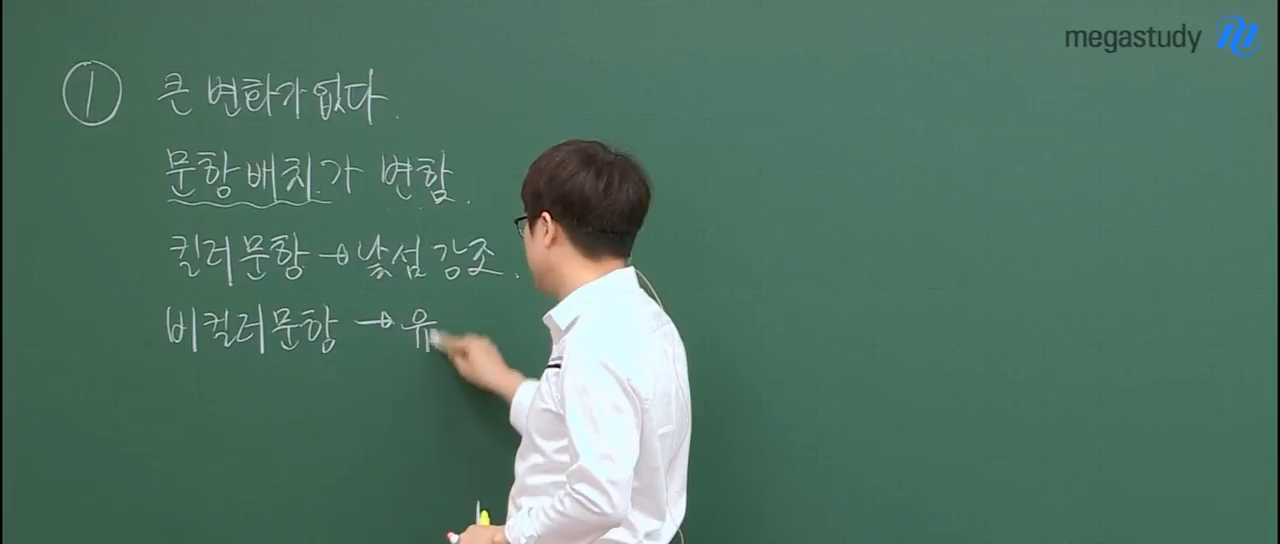 megastudy
① 큰 변화가 없다.
문항배치가 변함.
킬러문항 → 낯섦 강조.
비킬러문항 → 유